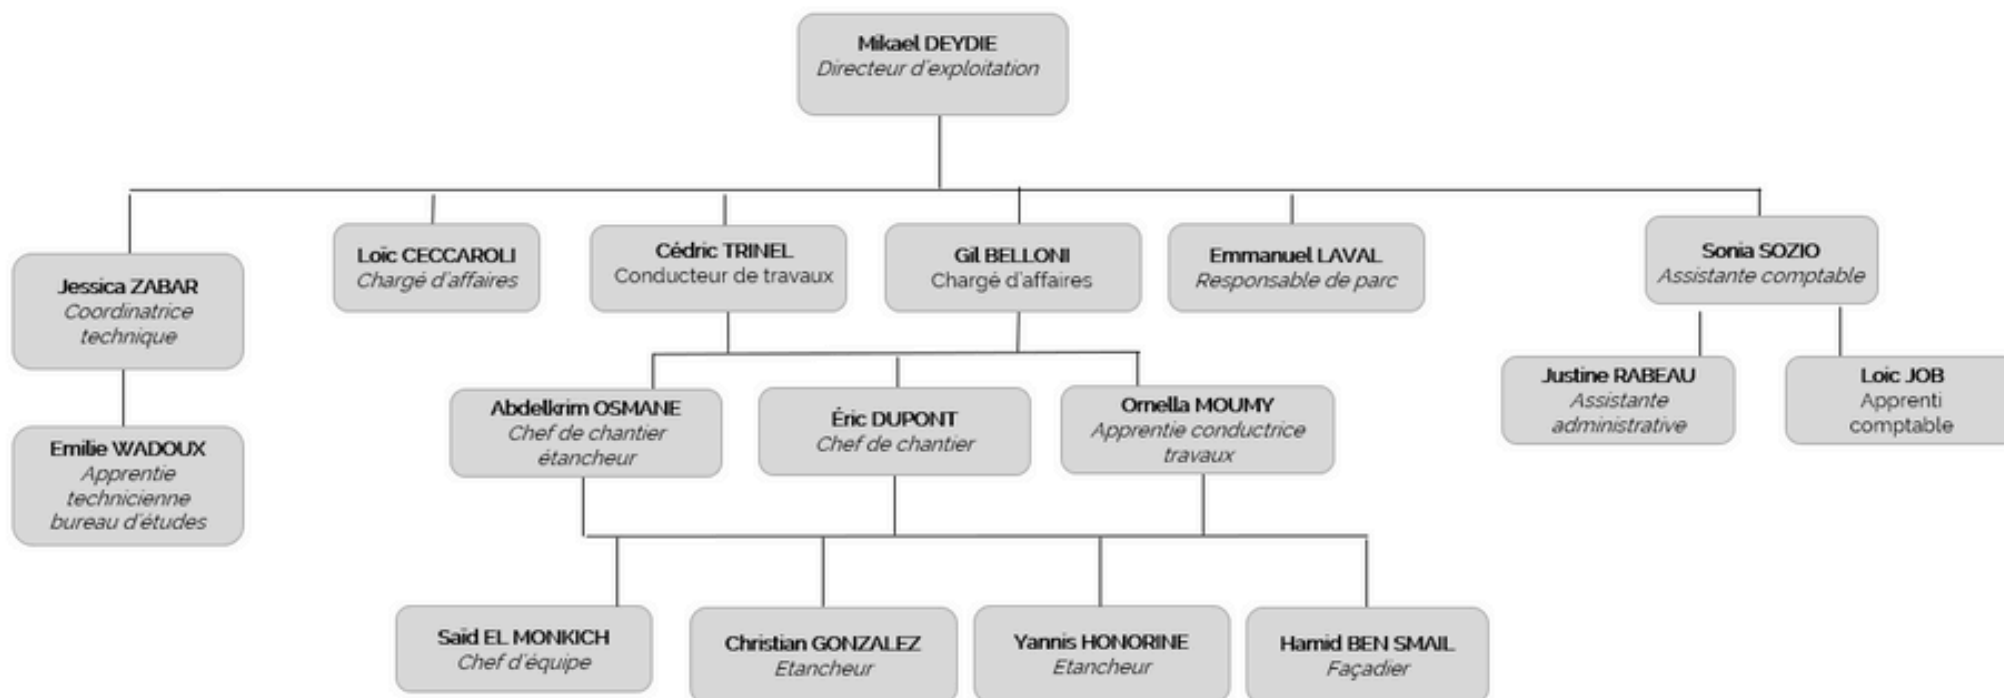 Mikael DEYDIE
Directeur d'exploitation
Jessica ZABAR
Coordinatrice
technique
Loïc CECCAROLI
Chargé d'affaires
Cédric TRINEL
Conducteur de travaux
Gil BELLONI
Chargé d'affaires
Emmanuel LAVAL
Responsable de parc
Sonia SOZIO
Assistante comptable
Emilie WADOUX
Apprentie
technicienne
bureau d'études
Abdelkrim OSMANE
Chef de chantier
étancheur
Éric DUPONT
Chef de chantier
Ornella MOUMY
Apprentie conductrice
travaux
Justine RABEAU
Assistante
administrative
Loic JOB
Apprenti
comptable
Saïd EL MONKICH
Chef d'équipe
Christian GONZALEZ
Etancheur
Yannis HONORINE
Etancheur
Hamid BEN SMAIL
Façadier